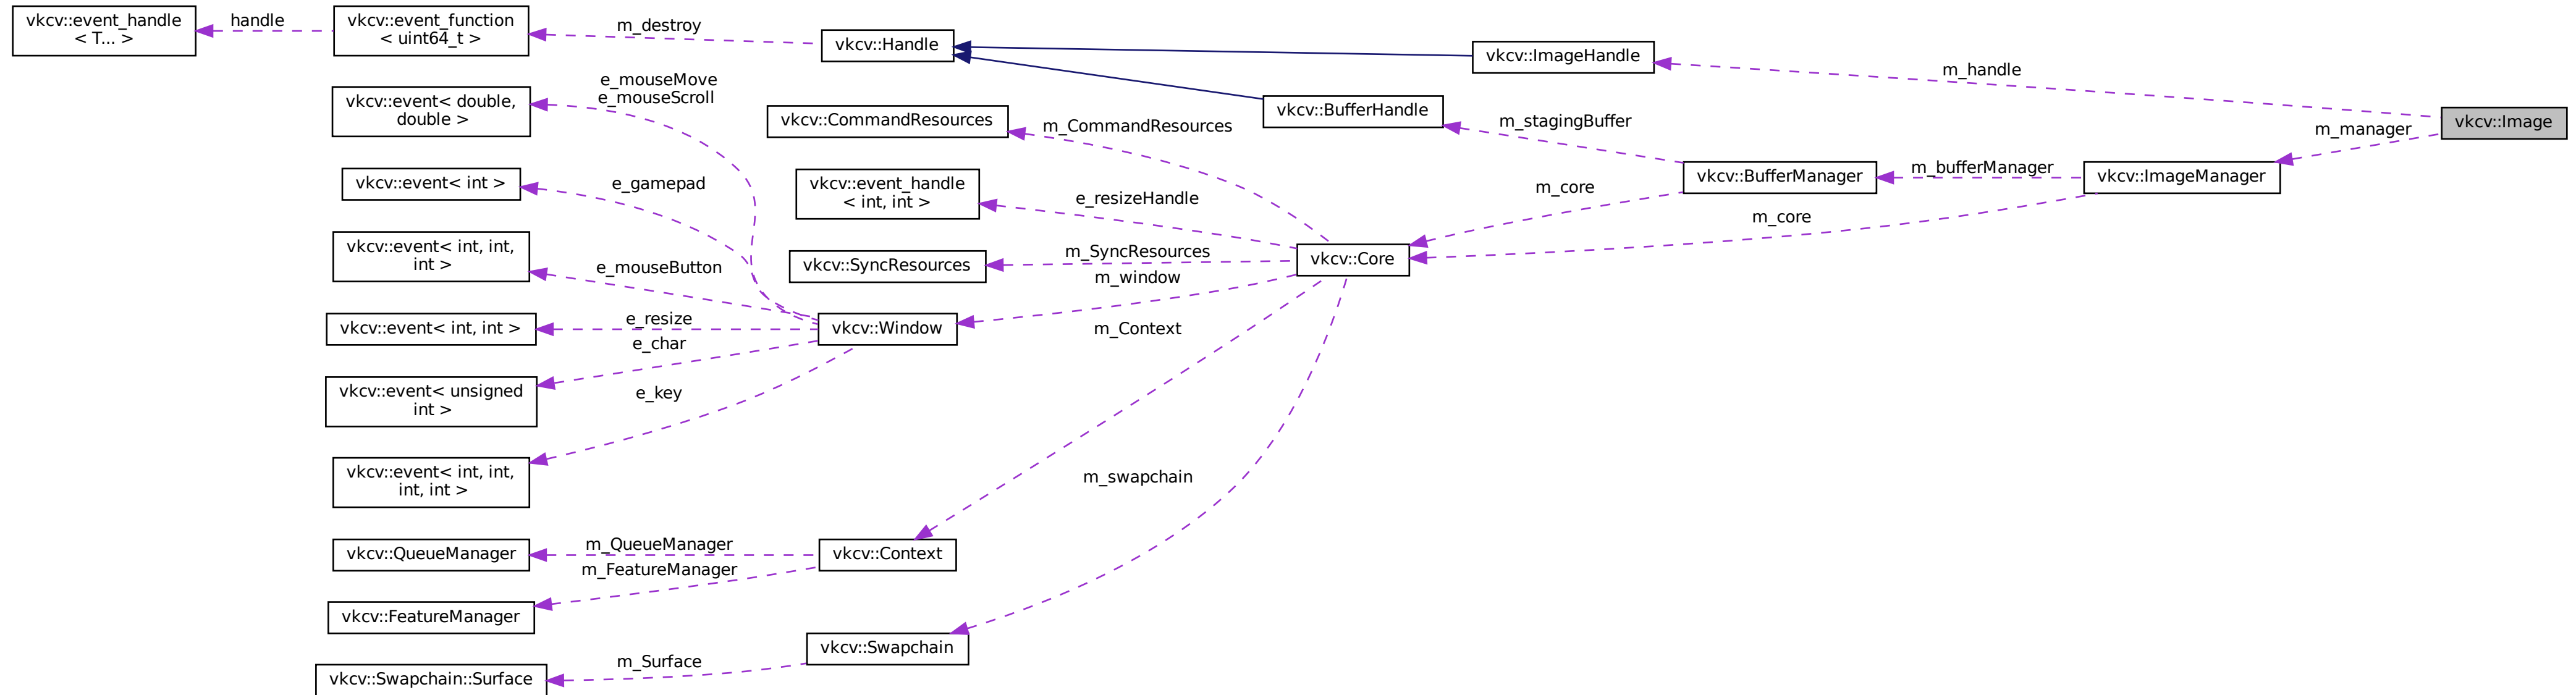 vkcv::event_handle
< T... >
handle
vkcv::event_function
< uint64_t >
m_destroy
vkcv::Handle
vkcv::ImageHandle
m_handle
vkcv::event< double,
double >
e_mouseMove
e_mouseScroll
vkcv::CommandResources
m_CommandResources
vkcv::BufferHandle
m_stagingBuffer
vkcv::Image
m_manager
vkcv::event< int >
e_gamepad
vkcv::event_handle
< int, int >
e_resizeHandle
m_core
vkcv::BufferManager
m_bufferManager
vkcv::ImageManager
m_core
vkcv::event< int, int,
int >
e_mouseButton
vkcv::SyncResources
m_SyncResources
m_window
vkcv::Core
vkcv::event< int, int >
e_resize
e_char
vkcv::Window
m_Context
vkcv::event< unsigned
int >
e_key
vkcv::event< int, int,
int, int >
m_swapchain
vkcv::QueueManager
m_QueueManager
m_FeatureManager
vkcv::Context
vkcv::FeatureManager
vkcv::Swapchain
m_Surface
vkcv::Swapchain::Surface